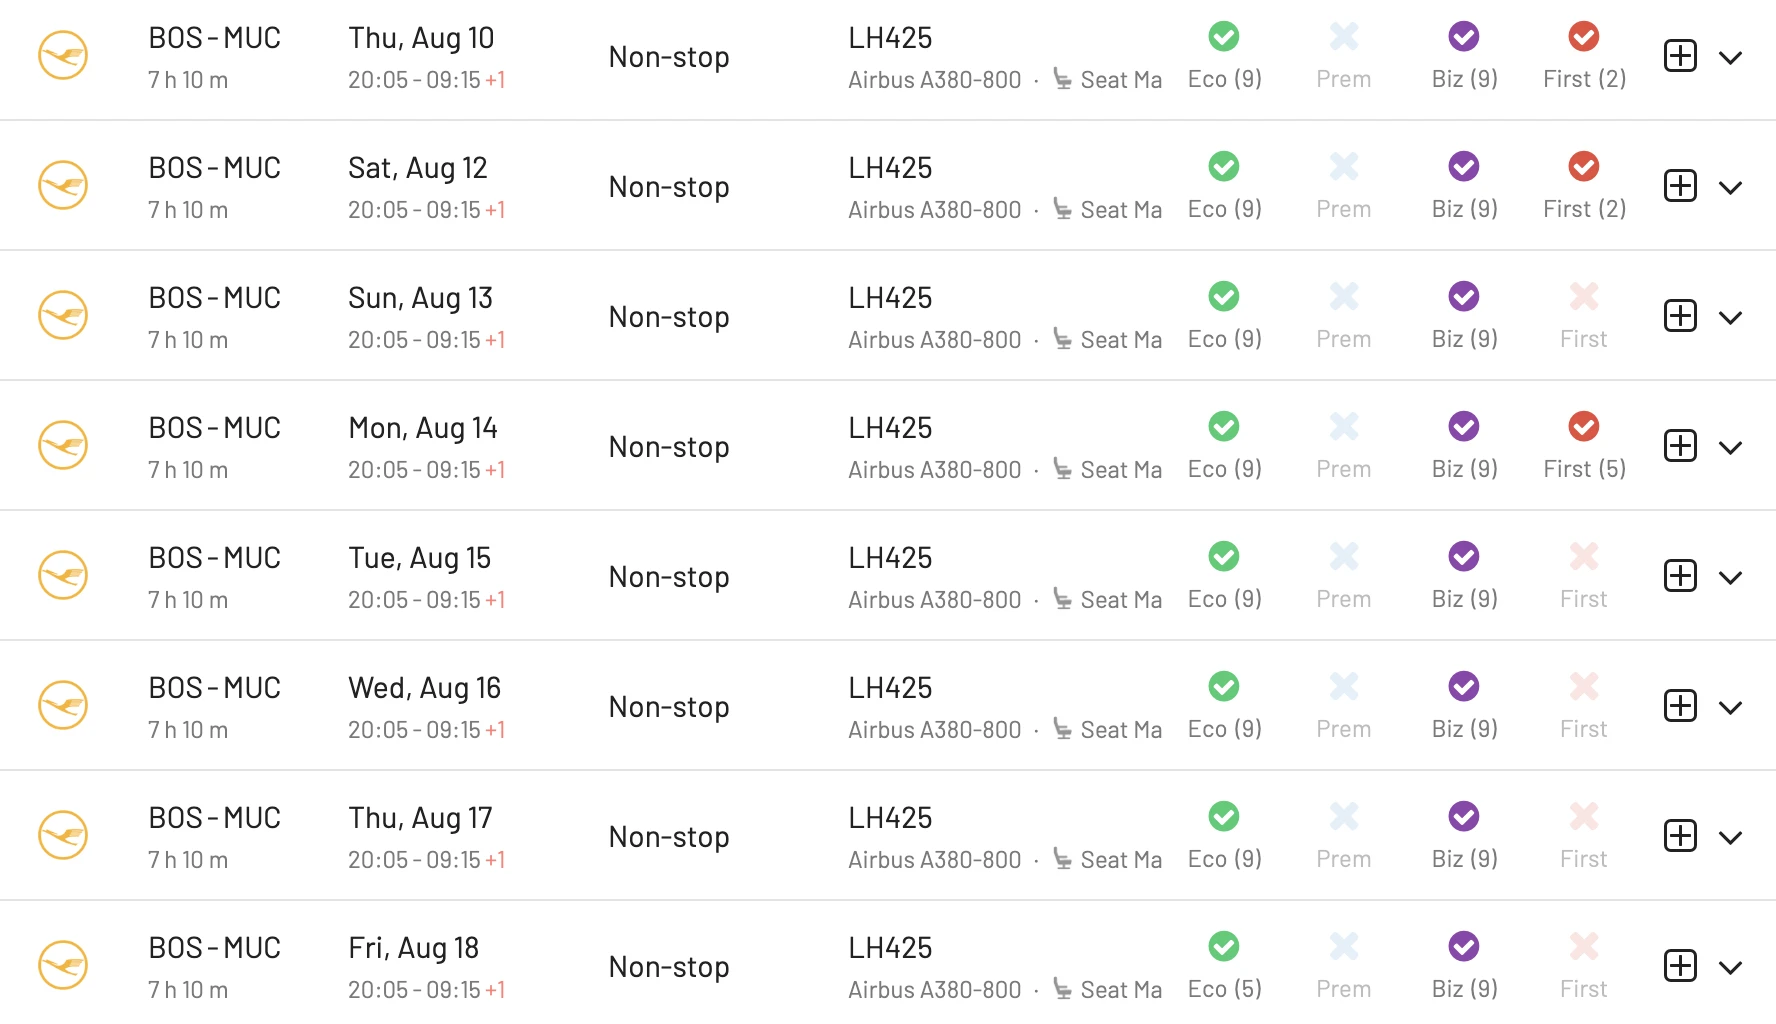 BOS - MUC Thu, Aug 10 Non-stop LH425
7 h 10 m 20:05 - 09:15 +1 Airbus A380-800 · Seat Ma Eco (9) Prem Biz (9) First (2)
BOS - MUC Sat, Aug 12 Non-stop LH425
7 h 10 m 20:05 - 09:15 +1 Airbus A380-800 · Seat Ma Eco (9) Prem Biz (9) First (2)
BOS - MUC Sun, Aug 13 Non-stop LH425
7 h 10 m 20:05 - 09:15 +1 Airbus A380-800 · Seat Ma Eco (9) Prem Biz (9) First
BOS - MUC Mon, Aug 14 Non-stop LH425
7 h 10 m 20:05 - 09:15 +1 Airbus A380-800 · Seat Ma Eco (9) Prem Biz (9) First (5)
BOS - MUC Tue, Aug 15 Non-stop LH425
7 h 10 m 20:05 - 09:15 +1 Airbus A380-800 · Seat Ma Eco (9) Prem Biz (9) First
BOS - MUC Wed, Aug 16 Non-stop LH425
7 h 10 m 20:05 - 09:15 +1 Airbus A380-800 · Seat Ma Eco (9) Prem Biz (9) First
BOS - MUC Thu, Aug 17 Non-stop LH425
7 h 10 m 20:05 - 09:15 +1 Airbus A380-800 · Seat Ma Eco (9) Prem Biz (9) First
BOS - MUC Fri, Aug 18 Non-stop LH425
7 h 10 m 20:05 - 09:15 +1 Airbus A380-800 · Seat Ma Eco (5) Prem Biz (9) First